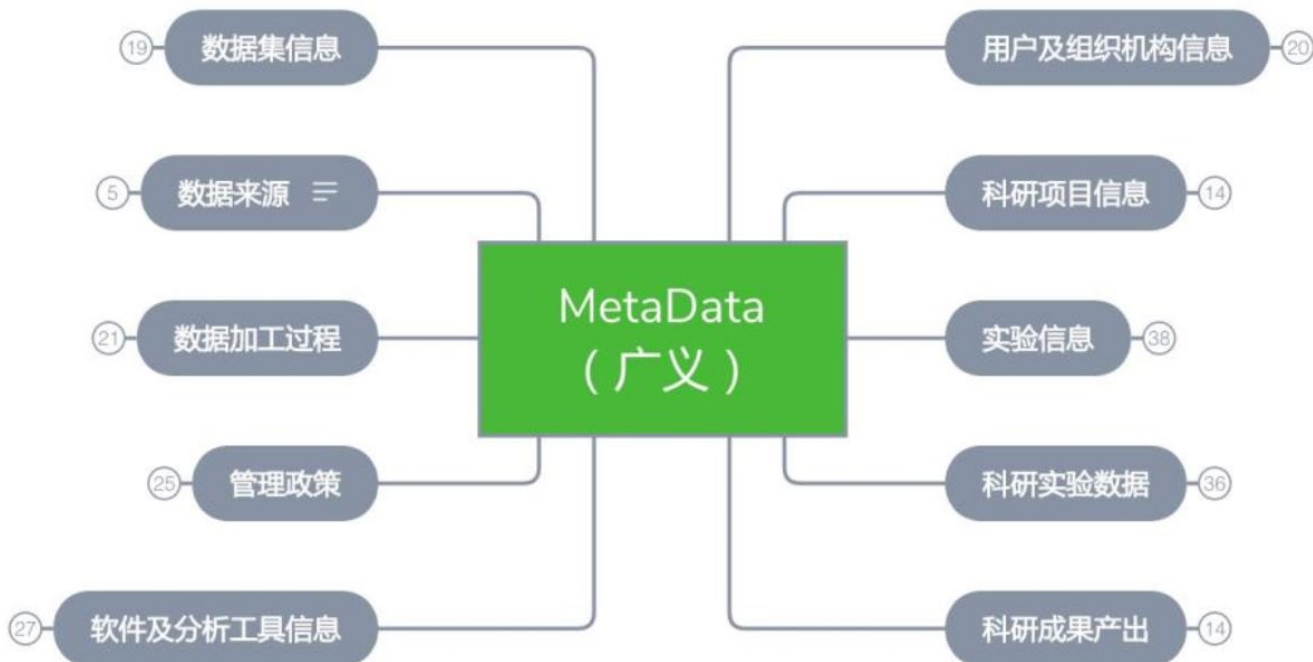 19 数据集信息
用户及组织机构信息 20
5 数据来源
科研项目信息 14
MetaData
（广义）
21 数据加工过程
实验信息 38
25 管理政策
科研实验数据 36
27 软件及分析工具信息
科研成果产出 14